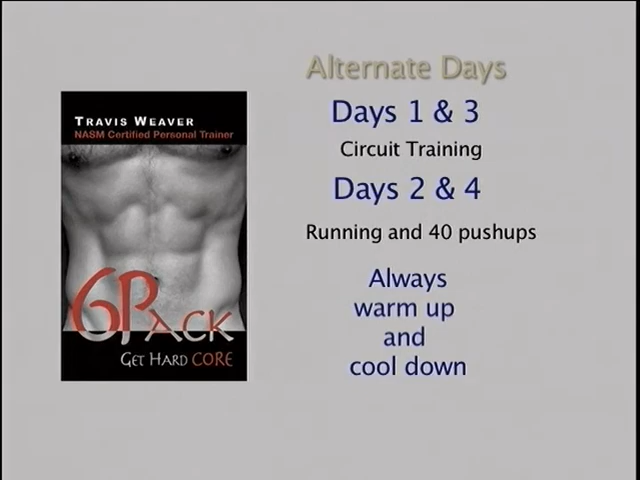 Alternate Days
Days 1 & 3
Circuit Training
Days 2 & 4
Running and 40 pushups
Always
warm up
and
cool down
TRAVIS WEAVER
NASM Certified Personal Trainer
6PACK
GET HARD CORE